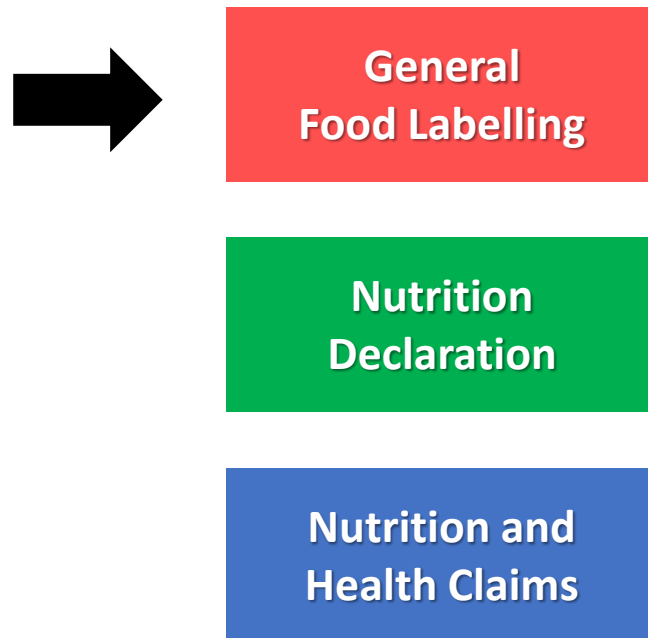 General
Food Labelling
Nutrition
Declaration
Nutrition and
Health Claims